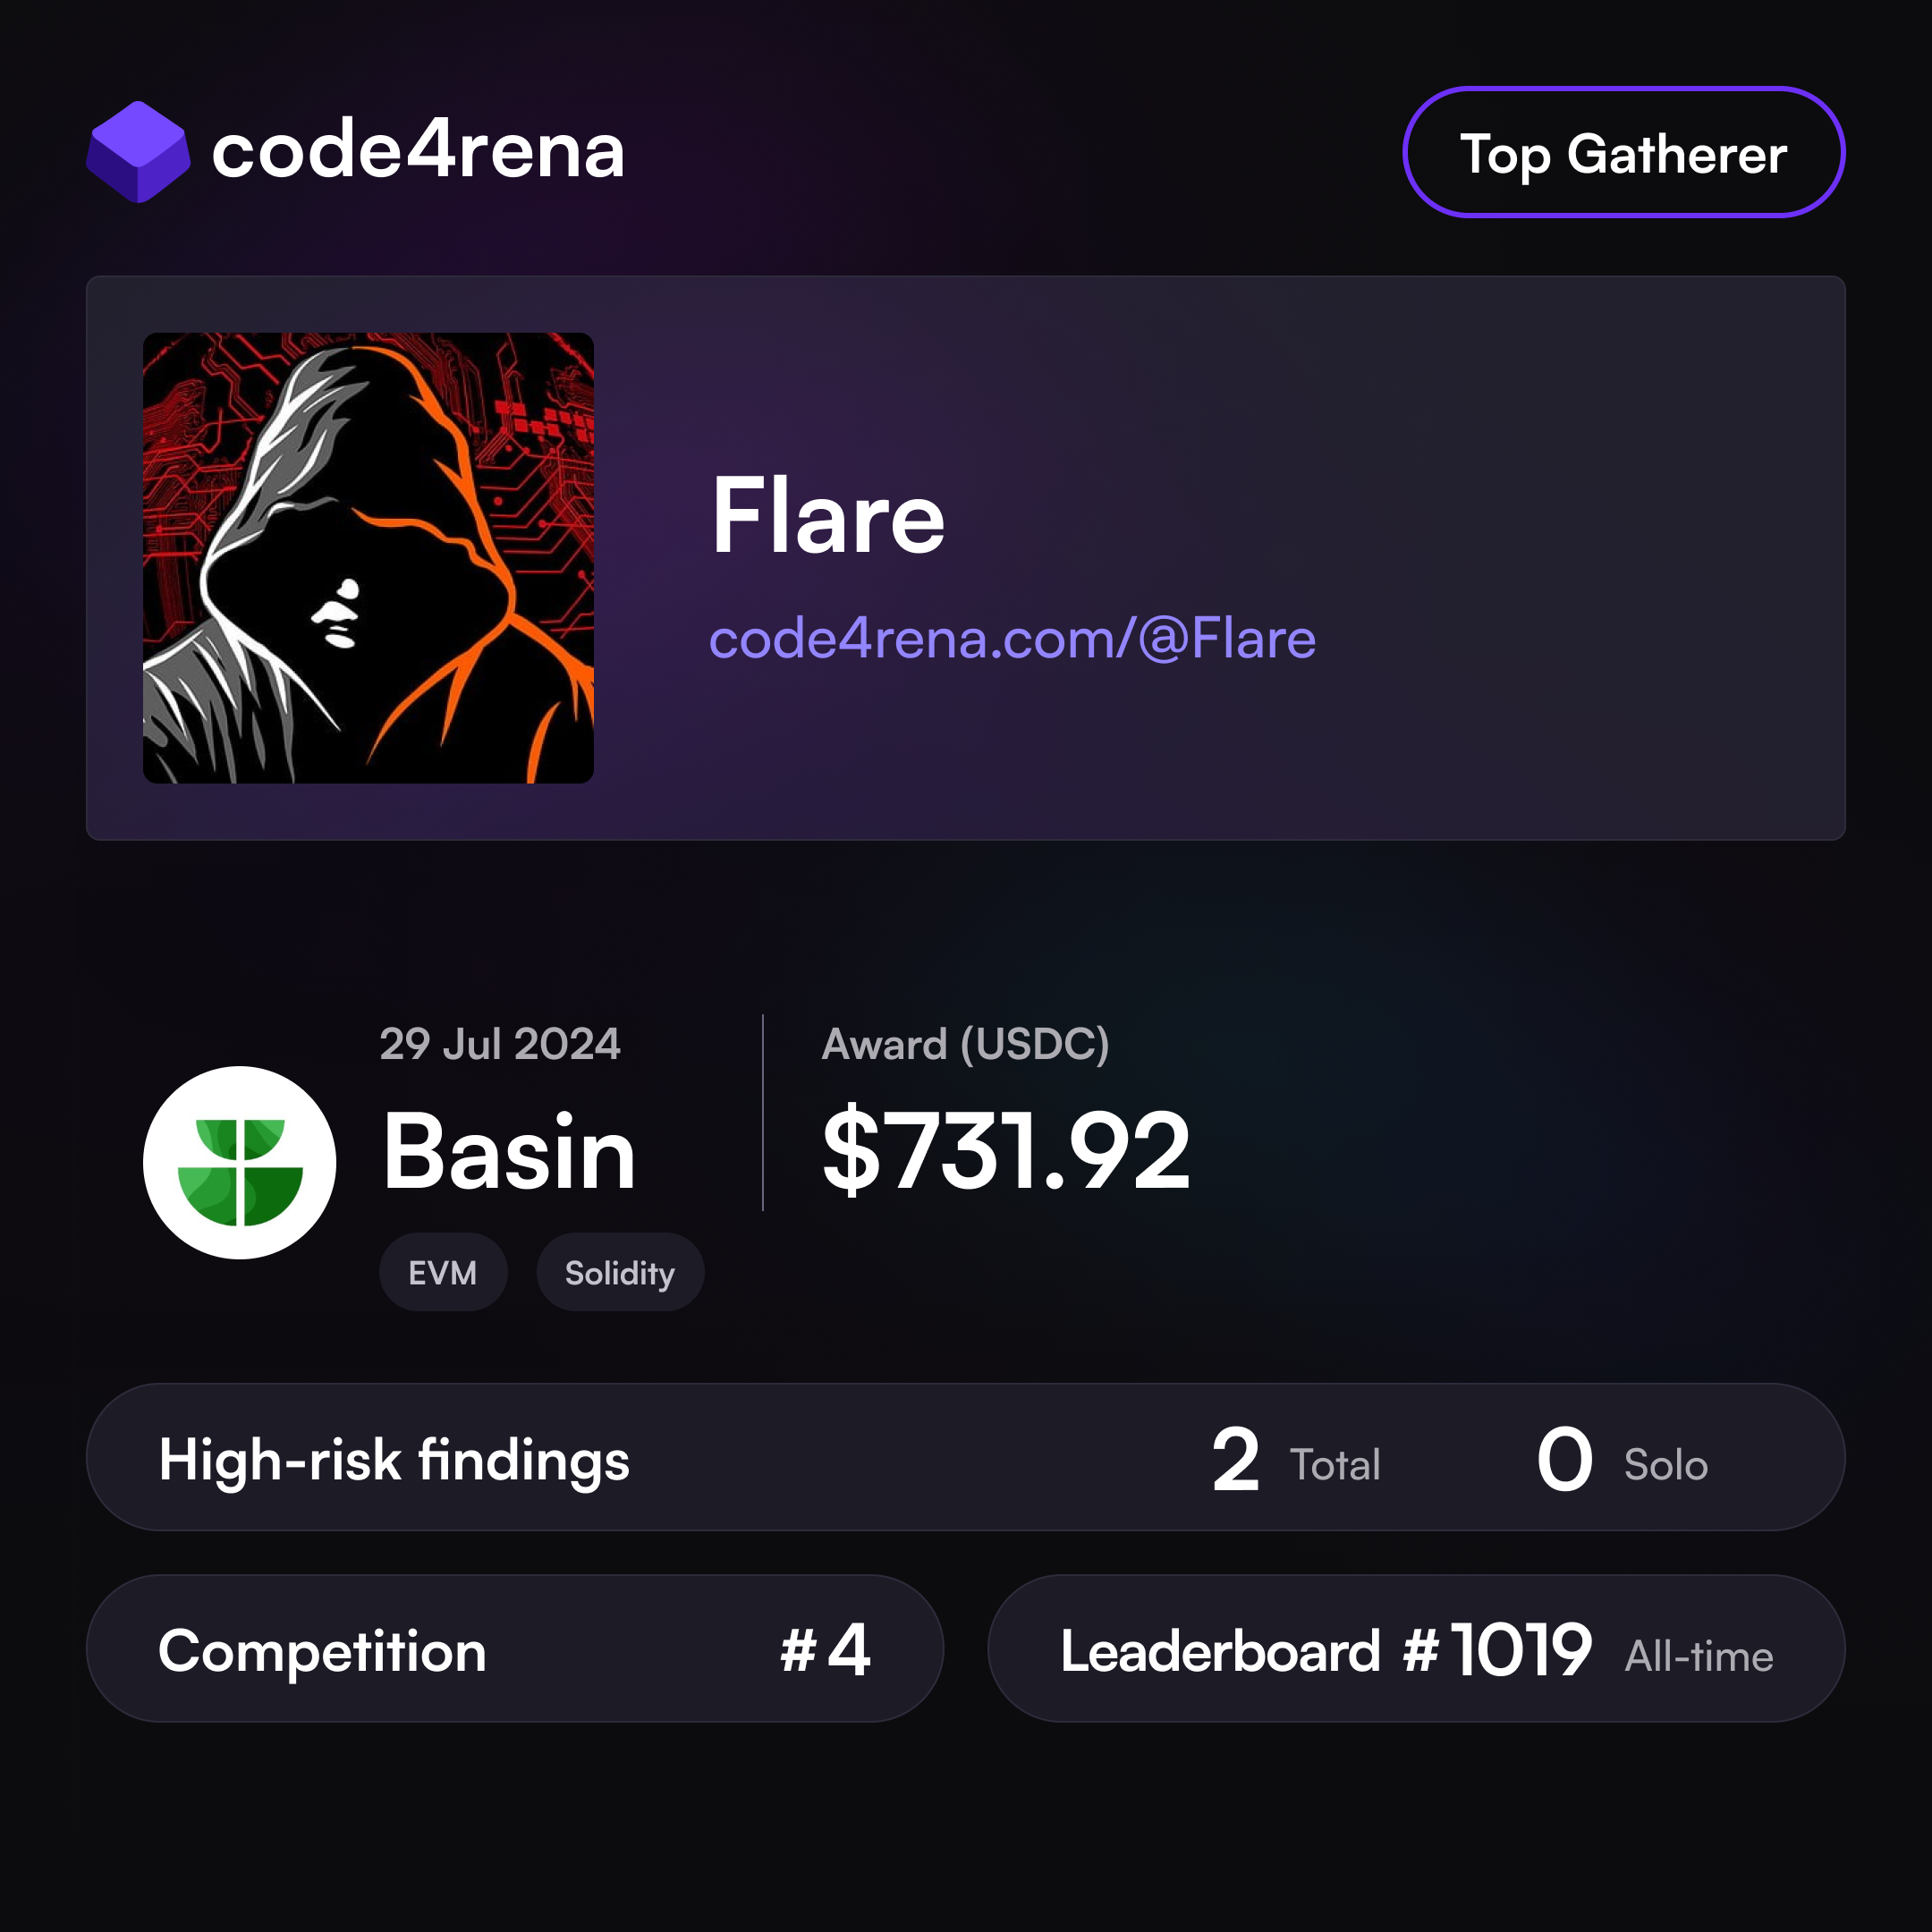 code4rena
Top Gatherer
Flare
code4rena.com/@Flare
29 Jul 2024
Basin
EVM
Solidity
Award (USDC)
$731.92
High-risk findings 2 Total 0 Solo
Competition #4
Leaderboard #1019 All-time